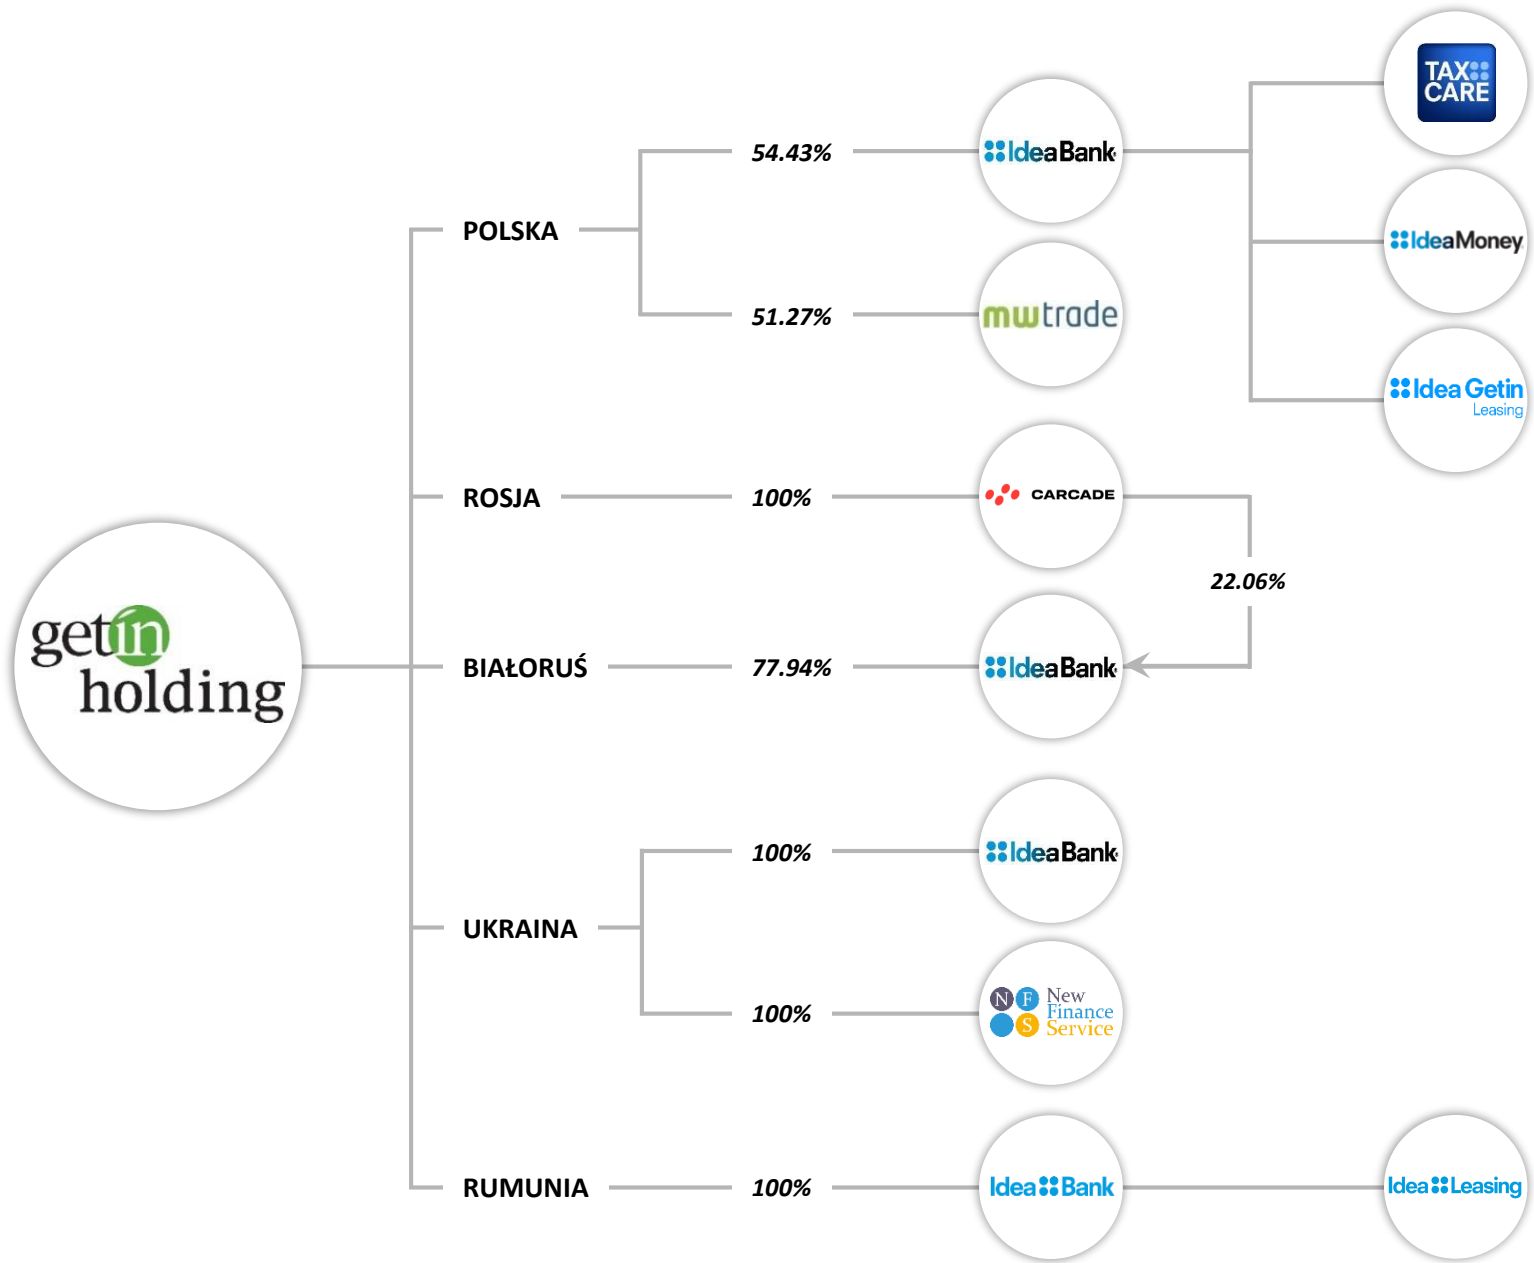 getin
holding
POLSKA
54.43%
IdeaBank
TAX
CARE
IdeaMoney
Idea Getin
Leasing
51.27%
mwtrade
ROSJA
100%
CARCADE
22.06%
BIAŁORUŚ
77.94%
IdeaBank
UKRAINA
100%
IdeaBank
100%
N F S
New
Finance
Service
RUMUNIA
100%
Idea Bank
Idea Leasing